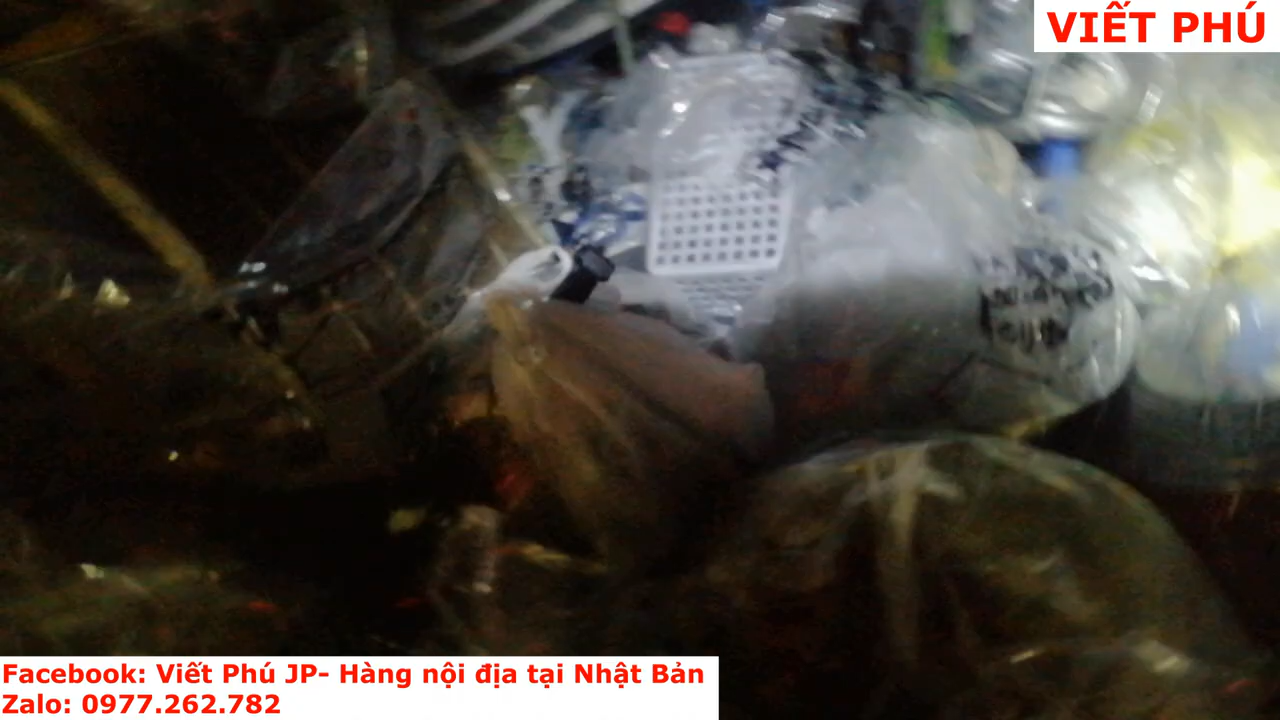 VIẾT PHÚ
Facebook: Viết Phú JP- Hàng nội địa tại Nhật Bản
Zalo: 0977.262.782